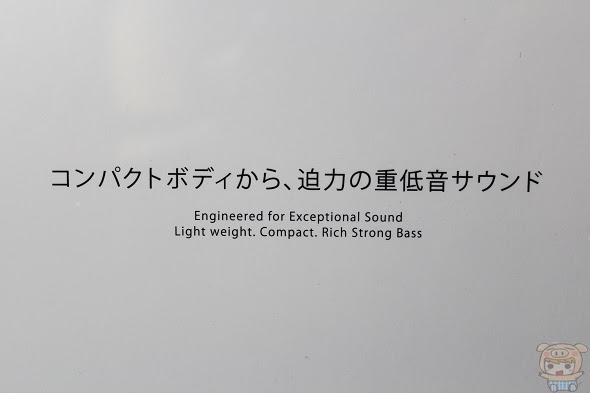 コンパクトボディから、迫力の重低音サウンド
Engineered for Exceptional Sound
Light weight. Compact. Rich Strong Bass